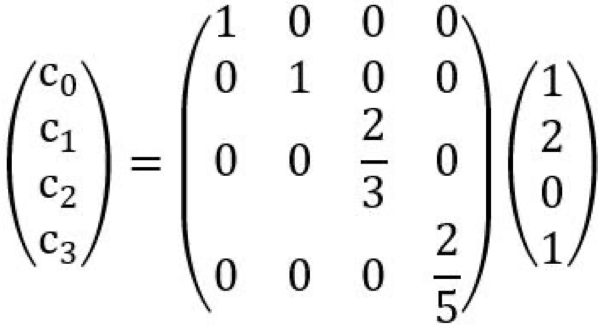 c₀ 1 0 0 0 1
c₁ 0 1 0 0 2
c₂ = 0 0 2/3 0 0
c₃ 0 0 0 2/5 1